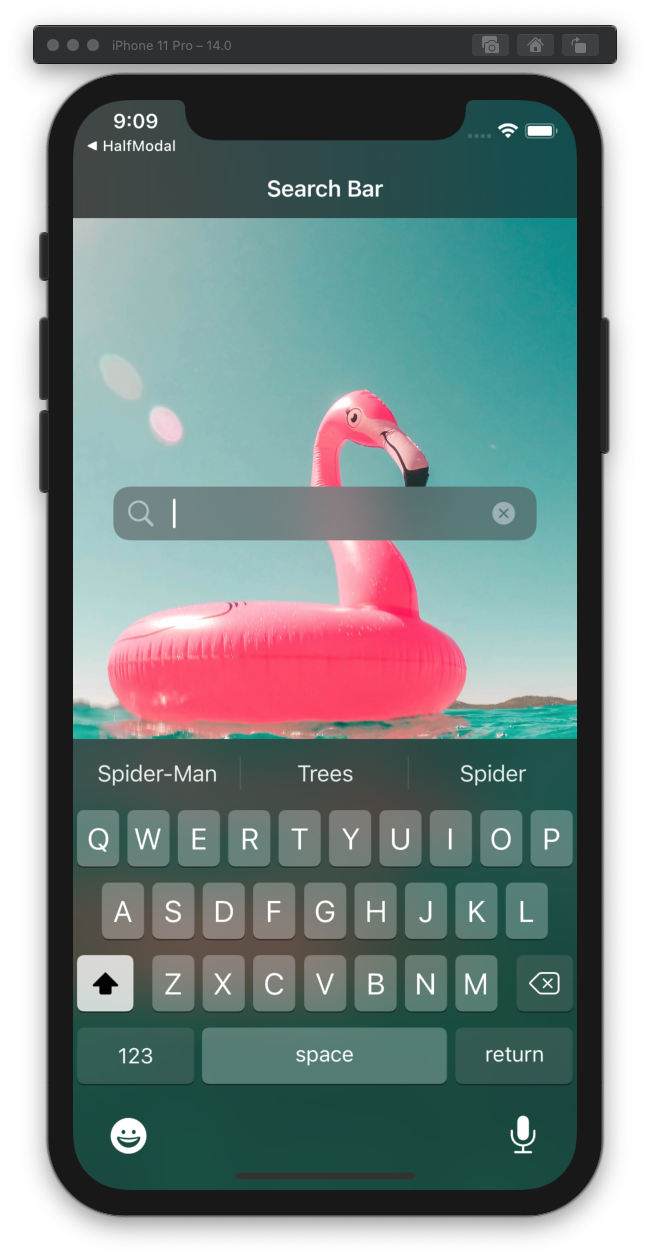 iPhone 11 Pro – 14.0
9:09
◀ HalfModal
Search Bar
Spider-Man Trees Spider
Q W E R T Y U I O P
A S D F G H J K L
Z X C V B N M
123 space return